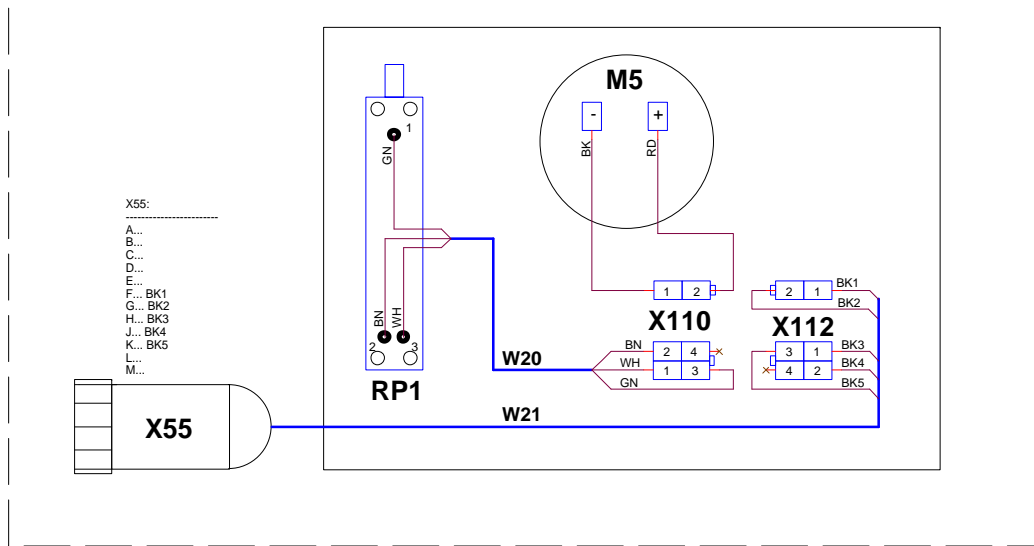 M5
- +
1
GN
BK
RD
X55:
------------------------
A...
B...
C...
D...
E...
F... BK1
G... BK2
H... BK3
J... BK4
K... BK5
L...
M...
BN
WH
2
3
RP1
1 2
X110
2 1
BK1
BK2
X112
BN
WH
GN
2 4
1 3
3 1
4 2
BK3
BK4
BK5
W20
W21
X55